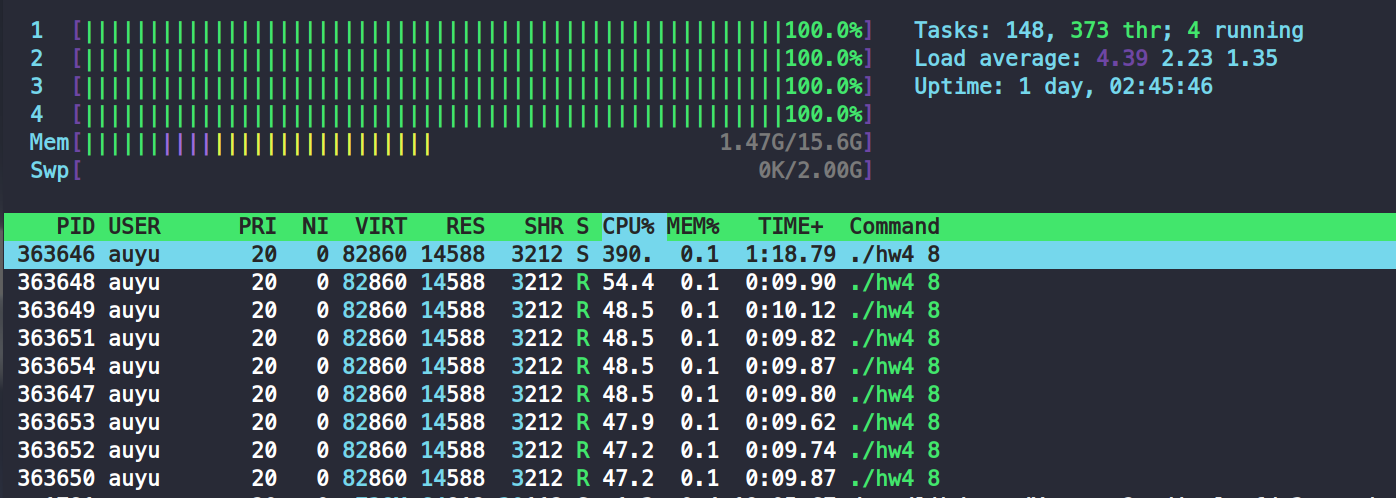 1 [100.0%] Tasks: 148, 373 thr; 4 running
2 [100.0%] Load average: 4.39 2.23 1.35
3 [100.0%] Uptime: 1 day, 02:45:46
4 [100.0%]
Mem[1.47G/15.6G]
Swp[0K/2.00G]
PID USER PRI NI VIRT RES SHR S CPU% MEM% TIME+ Command
363646 auyu 20 0 82860 14588 3212 S 390. 0.1 1:18.79 ./hw4 8
363648 auyu 20 0 82860 14588 3212 R 54.4 0.1 0:09.90 ./hw4 8
363649 auyu 20 0 82860 14588 3212 R 48.5 0.1 0:10.12 ./hw4 8
363651 auyu 20 0 82860 14588 3212 R 48.5 0.1 0:09.82 ./hw4 8
363654 auyu 20 0 82860 14588 3212 R 48.5 0.1 0:09.87 ./hw4 8
363647 auyu 20 0 82860 14588 3212 R 48.5 0.1 0:09.80 ./hw4 8
363653 auyu 20 0 82860 14588 3212 R 47.9 0.1 0:09.62 ./hw4 8
363652 auyu 20 0 82860 14588 3212 R 47.2 0.1 0:09.74 ./hw4 8
363650 auyu 20 0 82860 14588 3212 R 47.2 0.1 0:09.87 ./hw4 8